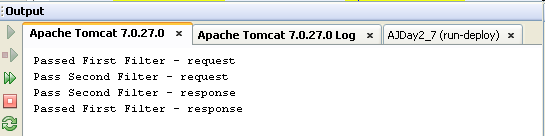 Output
Apache Tomcat 7.0.27.0 x Apache Tomcat 7.0.27.0 Log x AJDay2_7 (run-deploy) x
Passed First Filter - request
Pass Second Filter - request
Pass Second Filter - response
Passed First Filter - response